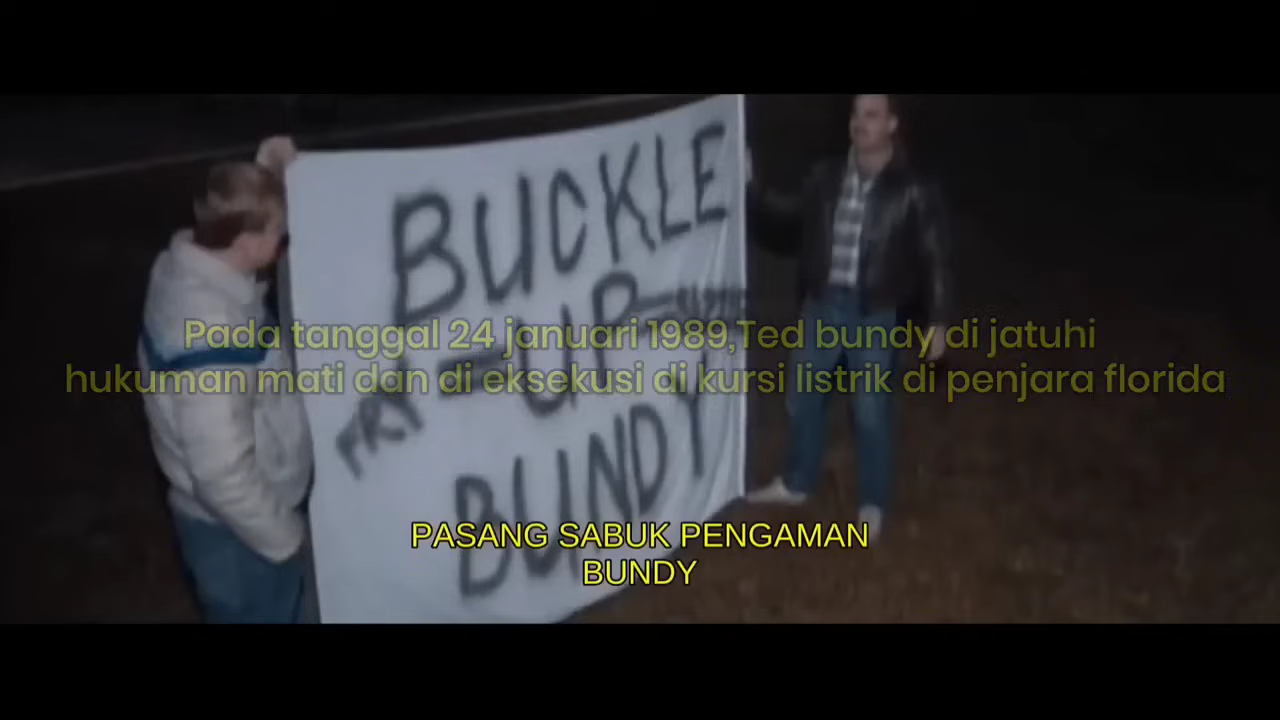 BUCKLE
-UP-
FRY
BUNDY
Pada tanggal 24 januari 1989,Ted bundy di jatuhi
hukuman mati dan di eksekusi di kursi listrik di penjara florida
PASANG SABUK PENGAMAN
BUNDY